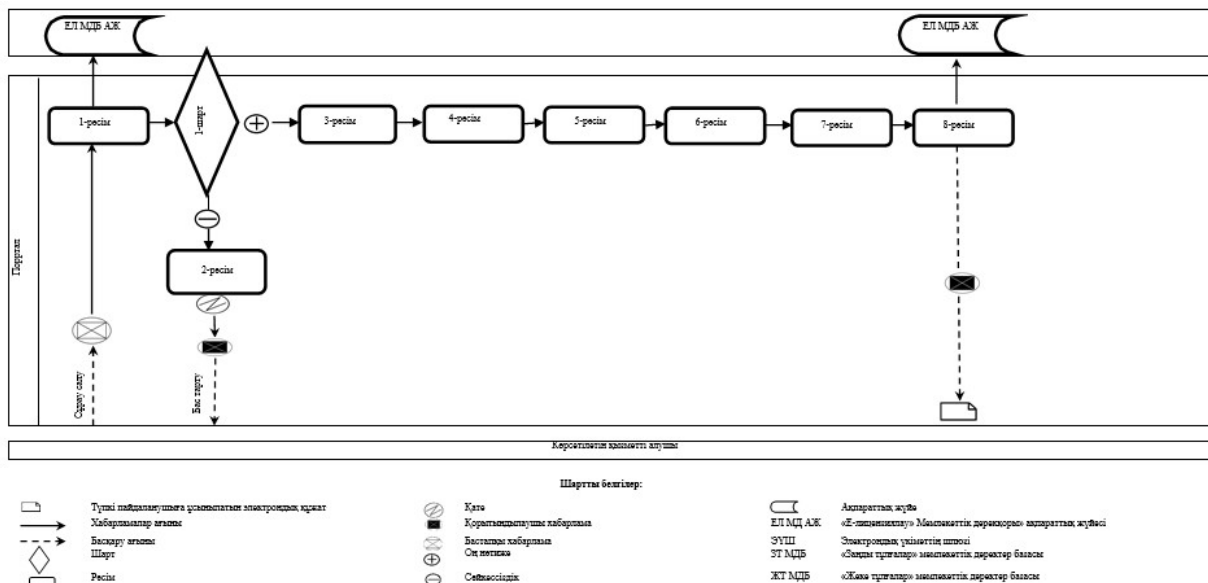 ЕЛ МДБ АЖ
ЕЛ МДБ АЖ
1-рәсім
1-шарт
3-рәсім
4-рәсім
5-рәсім
6-рәсім
7-рәсім
8-рәсім
Порртал
2-рәсім
Сұрау салу
Бас тарту
Көрсетілетін қызметті алушы
Шартты белгілер:
Түпкі пайдаланушыға ұсынылатын электрондық құжат
Хабарламалар ағыны
Басқару ағыны
Шарт
Рәсім
Қате
Қорытындылаушы хабарлама
Бастапқы хабарлама
Оң нәтиже
Сәйкессіздік
Ақпараттық жүйе
ЕЛ МД АЖ «Е-лицензиялау» Мемлекеттік дерекқоры» ақпараттық жүйесі
ЭҮШ Электрондық үкіметтің шлюзі
ЗТ МДБ «Заңды тұлғалар» мемлекеттік деректер базасы
ЖТ МДБ «Жеке тұлғалар» мемлекеттік деректер базасы